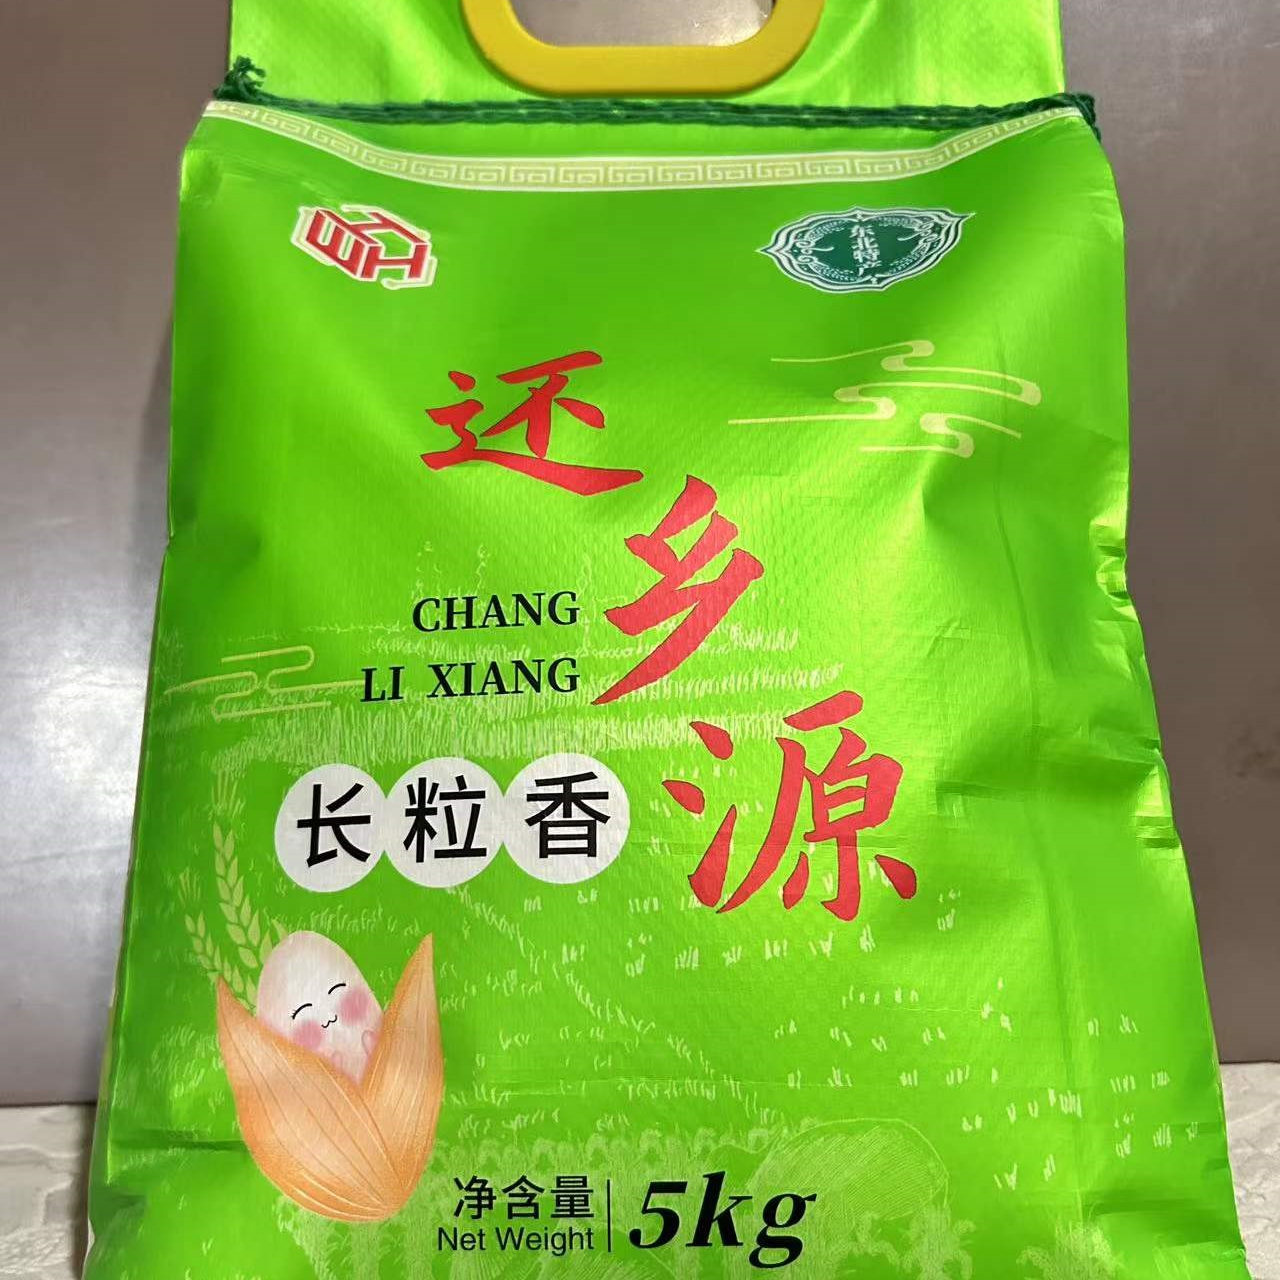 东北特产
还乡源
CHANG
LI XIANG
长粒香
净含量
Net Weight
5kg